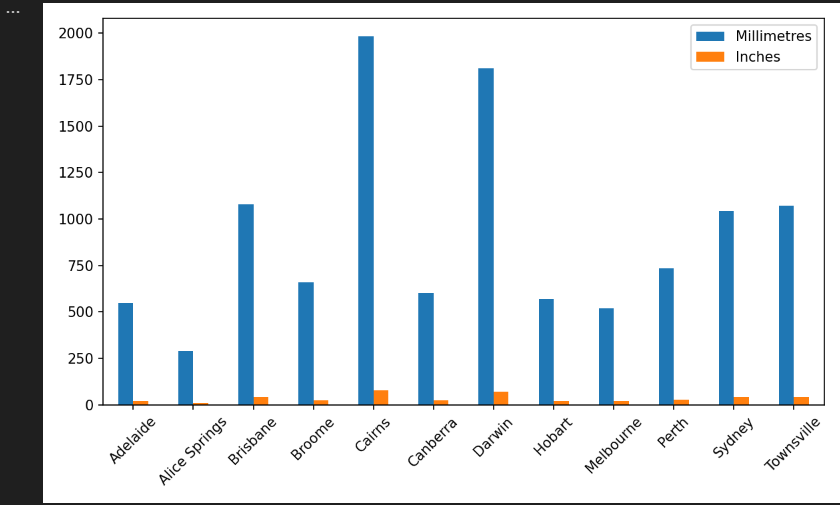 ...
2000
1750
1500
1250
1000
750
500
250
0
Millimetres
Inches
Adelaide
Alice Springs
Brisbane
Broome
Cairns
Canberra
Darwin
Hobart
Melbourne
Perth
Sydney
Townsville